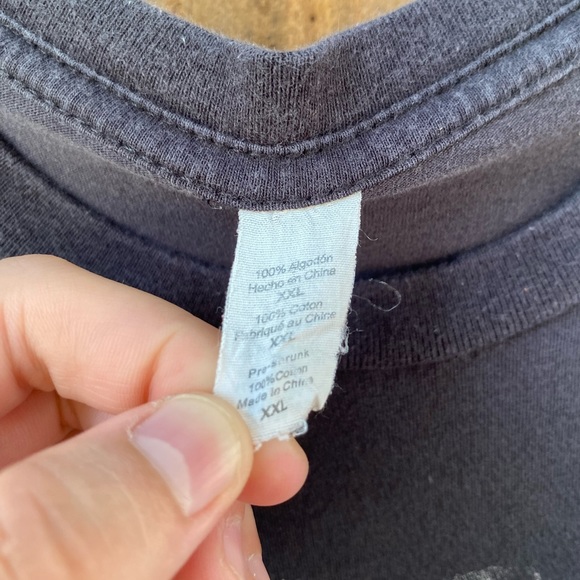 100% Algodón
Hecho en China
XXL
100% Coton
Fabriqué au China
XXL
Pre-shrunk
100%Cotton
Made in China
XXL